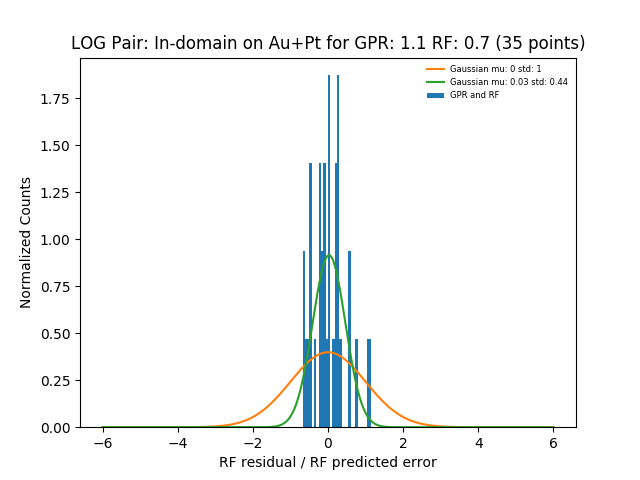 LOG Pair: In-domain on Au+Pt for GPR: 1.1 RF: 0.7 (35 points)
Gaussian mu: 0 std: 1
Gaussian mu: 0.03 std: 0.44
GPR and RF
Normalized Counts
1.75
1.50
1.25
1.00
0.75
0.50
0.25
0.00
−6 −4 −2 0 2 4 6
RF residual / RF predicted error